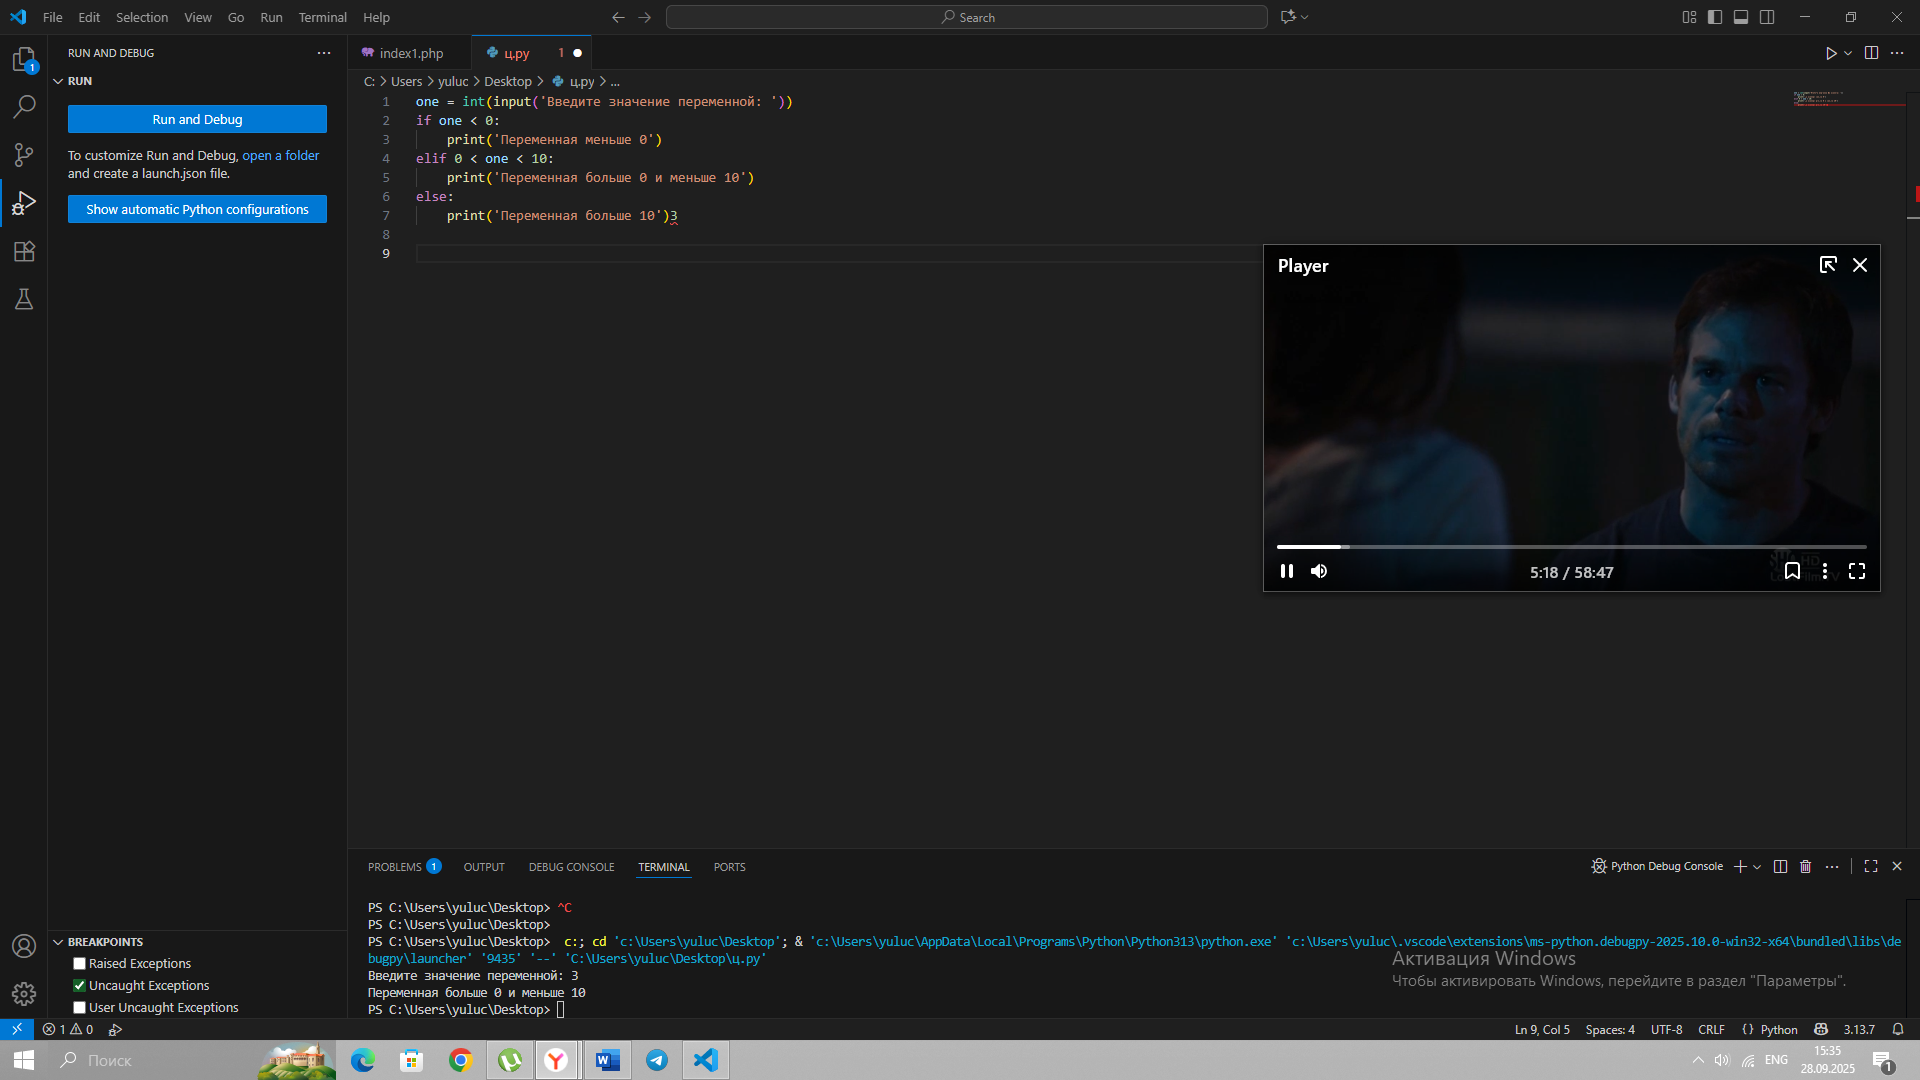 File Edit Selection View Go Run Terminal Help
Search
RUN AND DEBUG
RUN
Run and Debug
To customize Run and Debug, open a folder
and create a launch.json file.
Show automatic Python configurations
index1.php
ц.py 1
C: > Users > yuluc > Desktop > ц.py > ...
1 one = int(input('Введите значение переменной: '))
2 if one < 0:
3 print('Переменная меньше 0')
4 elif 0 < one < 10:
5 print('Переменная больше 0 и меньше 10')
6 else:
7 print('Переменная больше 10')3
8
9
Player
5:18 / 58:47
PROBLEMS 1 OUTPUT DEBUG CONSOLE TERMINAL PORTS
Python Debug Console
PS C:\Users\yuluc\Desktop> ^C
PS C:\Users\yuluc\Desktop>
PS C:\Users\yuluc\Desktop>  c:; cd 'c:\Users\yuluc\Desktop'; & 'c:\Users\yuluc\AppData\Local\Programs\Python\Python313\python.exe' 'c:\Users\yuluc\.vscode\extensions\ms-python.debugpy-2025.10.0-win32-x64\bundled\libs\de
bugpy\launcher' '9435' '--' 'C:\Users\yuluc\Desktop\ц.py'
Введите значение переменной: 3
Переменная больше 0 и меньше 10
PS C:\Users\yuluc\Desktop>
Активация Windows
Чтобы активировать Windows, перейдите в раздел "Параметры".
BREAKPOINTS
Raised Exceptions
Uncaught Exceptions
User Uncaught Exceptions
1 0
Ln 9, Col 5 Spaces: 4 UTF-8 CRLF {} Python 3.13.7
Поиск
ENG
15:35
28.09.2025
1